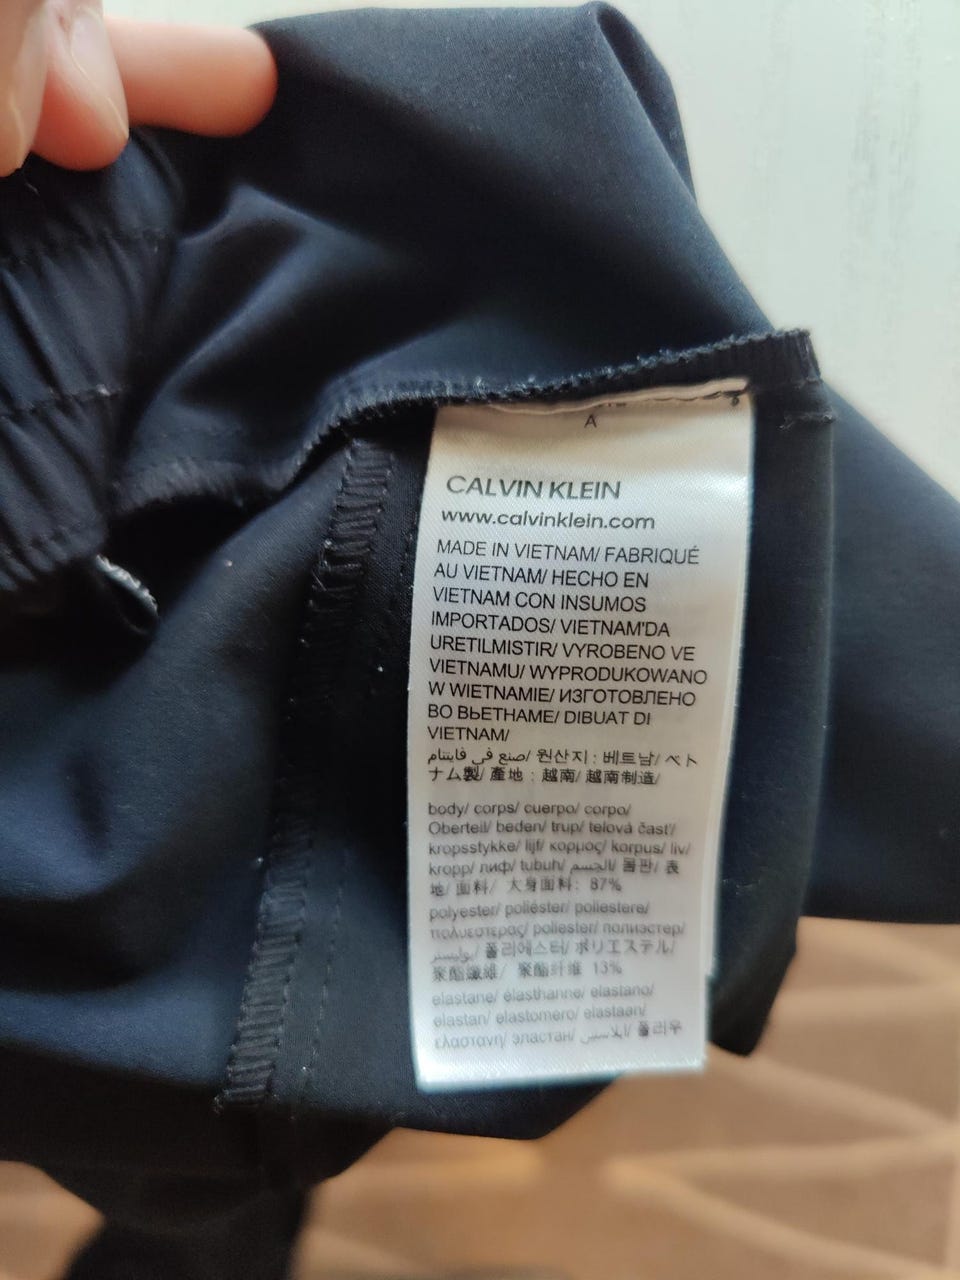 A
CALVIN KLEIN
www.calvinklein.com
MADE IN VIETNAM/ FABRIQUÉ
AU VIETNAM/ HECHO EN
VIETNAM CON INSUMOS
IMPORTADOS/ VIETNAM'DA
URETILMISTIR/ VYROBENO VE
VIETNAMU/ WYPRODUKOWANO
W WIETNAMIE/ ИЗГОТОВЛЕНО
ВО ВЬЕТНАМЕ/ DIBUAT DI
VIETNAM/
صنع في فايتنام/ 원산지 : 베트남/ ベト
ナム製/ 產地 : 越南/ 越南制造/
body/ corps/ cuerpo/ corpo/
Oberteil/ beden/ trup/ telová časť/
kropsstykke/ lijf/ κορμος/ korpus/ liv/
kropp/ лиф/ tubuh/ الجسم/ 몸판/ 表
地/ 面料/ 大身面料: 87%
polyester/ poliéster/ poliestere/
πολυεστερας/ poliester/ полиэстер/
بوليستر/ 폴리에스터/ ポリエステル/
聚酯纖維/ 聚酯纤维 13%
elastane/ élasthanne/ elastano/
elastan/ elastomero/ elastaan/
ελαστανη/ эластан/ إيلاستين/ 폴리우